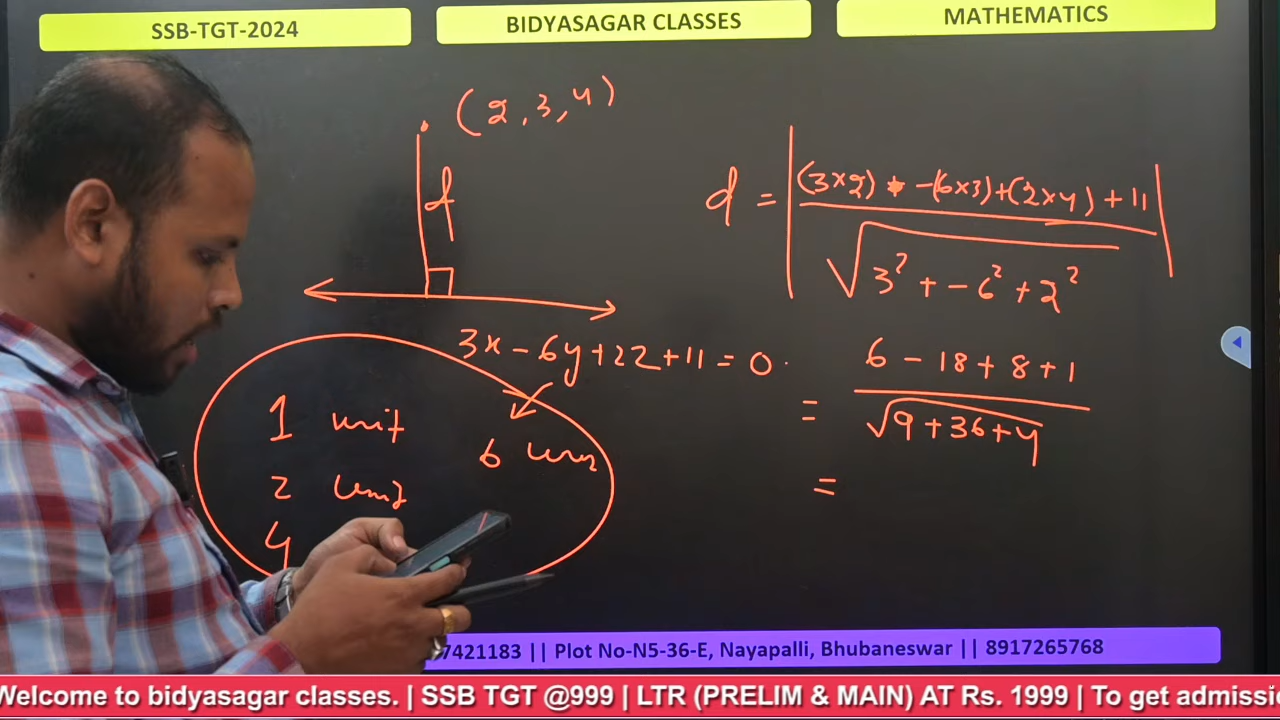 SSB-TGT-2024
BIDYASAGAR CLASSES
MATHEMATICS
(2,3,4)
d
3x-6y+2z+11=0.
1 unit
2 unit
4
6 unit
d = |(3×2) -(6×3)+(2×4)+11|
√3²+-6²+2²
= 6-18+8+1
√9+36+4
=
7421183 || Plot No-N5-36-E, Nayapalli, Bhubaneswar || 8917265768
Welcome to bidyasagar classes. | SSB TGT @999 | LTR (PRELIM & MAIN) AT Rs. 1999 | To get admissi